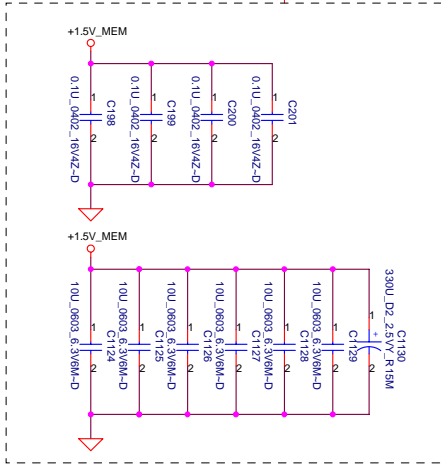 +1.5V_MEM
0.1U_0402_16V4Z~D
1
2
C198
0.1U_0402_16V4Z~D
1
2
C199
0.1U_0402_16V4Z~D
1
2
C200
0.1U_0402_16V4Z~D
1
2
C201
+1.5V_MEM
10U_0603_6.3V6M~D
1
2
C1124
10U_0603_6.3V6M~D
1
2
C1125
10U_0603_6.3V6M~D
1
2
C1126
10U_0603_6.3V6M~D
1
2
C1127
10U_0603_6.3V6M~D
1
2
C1128
10U_0603_6.3V6M~D
1
2
C1129
330U_D2_2.5VY_R15M
1
+
2
C1130